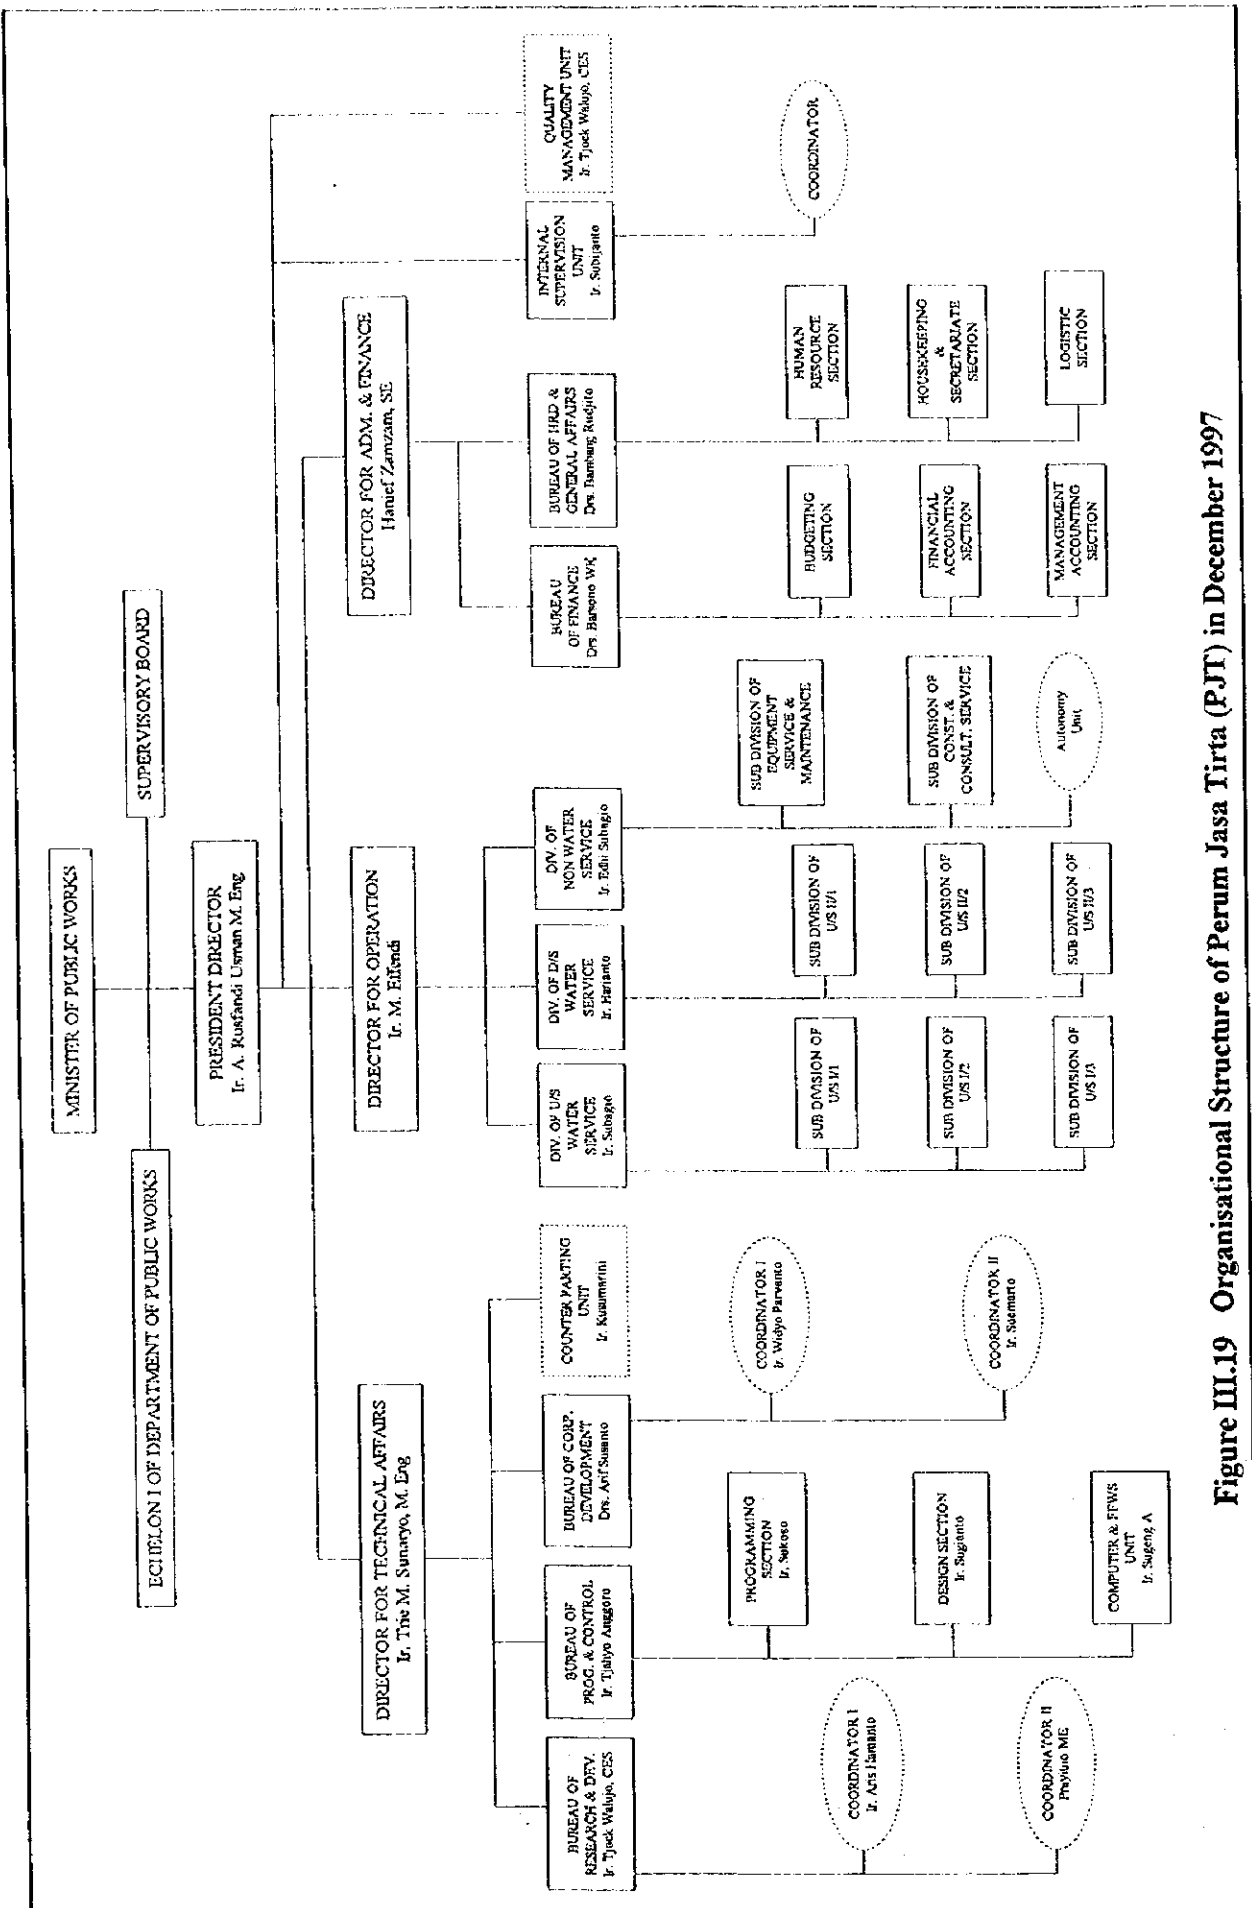 MINISTER OF PUBLIC WORKS
ECHELON I OF DEPARTMENT OF PUBLIC WORKS
SUPERVISORY BOARD
PRESIDENT DIRECTOR
Ir. A. Rusfandi Usman M. Eng
DIRECTOR FOR TECHNICAL AFFAIRS
Ir. Trie M. Sunaryo, M. Eng
DIRECTOR FOR OPERATION
Ir. M. Effendi
DIRECTOR FOR ADM. & FINANCE
Hanief Zamzam, SE
BUREAU OF
RESEARCH & DEV.
Ir. Tjoek Walujo, CES
BUREAU OF
PROG. & CONTROL
Ir. Tjahyo Anggoro
BUREAU OF CORP.
DEVELOPMENT
Drs. Arif Susanto
COUNTER PARTING
UNIT
Ir. Kusumarini
DIV. OF U/S
WATER
SERVICE
Ir. Subagio
DIV. OF D/S
WATER
SERVICE
Ir. Harianto
DIV. OF
NON WATER
SERVICE
Ir. Edhi Subagio
BUREAU
OF FINANCE
Drs. Harsono WK
BUREAU OF HRD &
GENERAL AFFAIRS
Drs. Bambang Rudjito
INTERNAL
SUPERVISION
UNIT
Ir. Subijanto
QUALITY
MANAGEMENT UNIT
Ir. Tjoek Walujo, CES
COORDINATOR I
Ir. Aris Harnanto
COORDINATOR II
Prayitno ME
PROGRAMMING
SECTION
Ir. Sukoso
DESIGN SECTION
Ir. Sugianto
COMPUTER & FFWS
UNIT
Ir. Sugeng A
COORDINATOR I
Ir. Widyo Parwanto
COORDINATOR II
Ir. Suemarto
SUB DIVISION OF
U/S I/1
SUB DIVISION OF
U/S I/2
SUB DIVISION OF
U/S I/3
SUB DIVISION OF
U/S II/1
SUB DIVISION OF
U/S II/2
SUB DIVISION OF
U/S II/3
SUB DIVISION OF
EQUIPMENT
SERVICE &
MAINTENANCE
SUB DIVISION OF
CONST. &
CONSULT. SERVICE
Autonomy
Unit
BUDGETING
SECTION
FINANCIAL
ACCOUNTING
SECTION
MANAGEMENT
ACCOUNTING
SECTION
HUMAN
RESOURCE
SECTION
HOUSEKEEPING
&
SECRETARIATE
SECTION
LOGISTIC
SECTION
COORDINATOR
Figure III.19 Organisational Structure of Perum Jasa Tirta (PJT) in December 1997